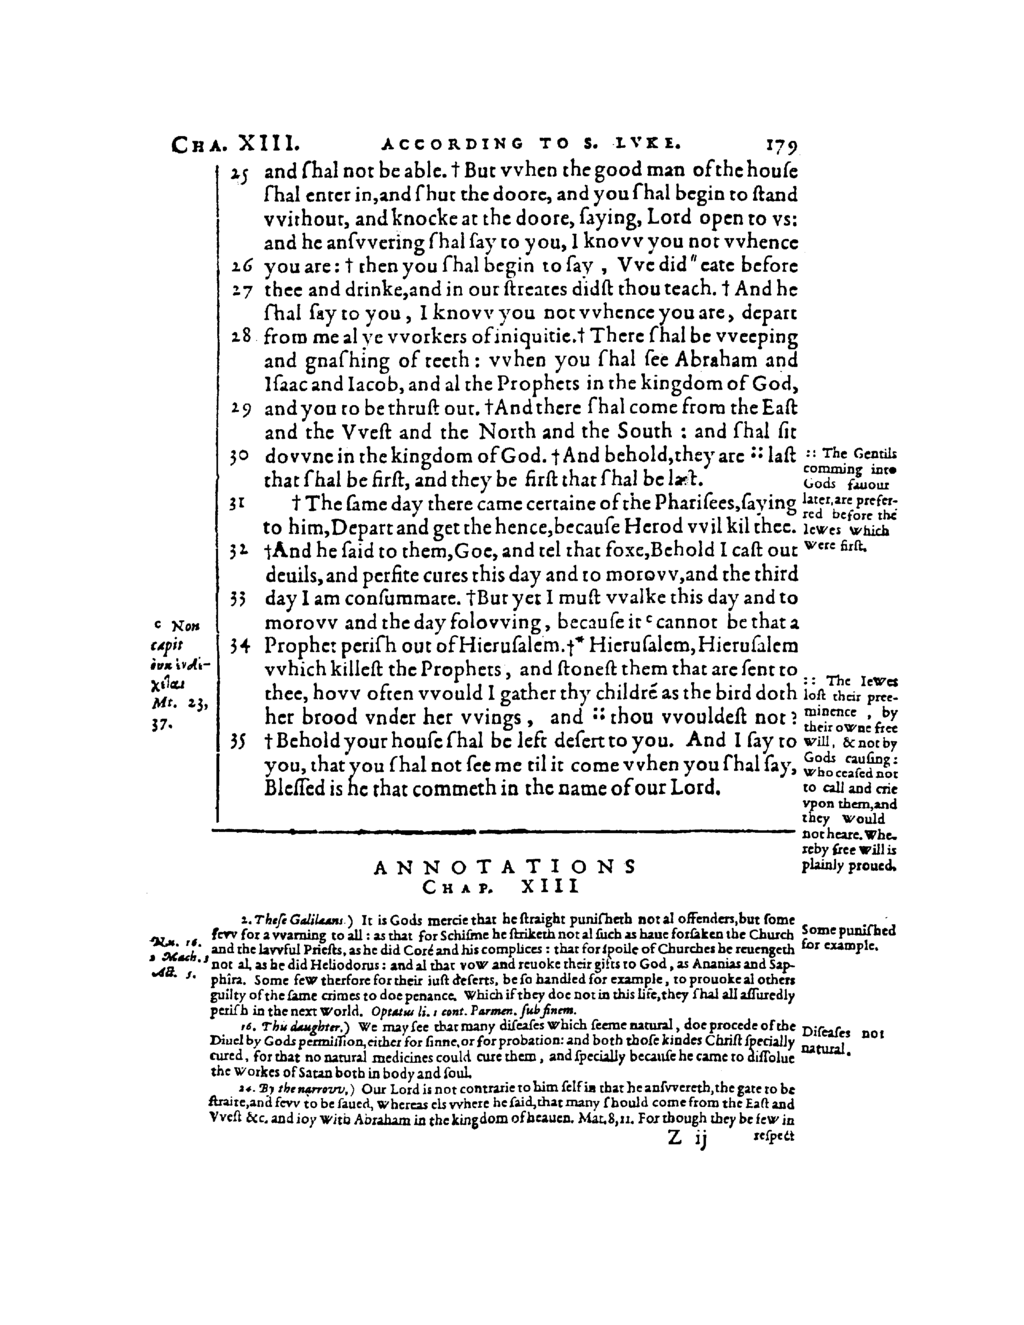 CHA. XIII. ACCORDING TO S. LVKE. 179
25 and ſhal not be able. † But vvhen the good man of the houſe
ſhal enter in, and ſhut the doore, and you ſhal begin to ſtand
vvithout, and knocke at the doore, ſaying, Lord open to vs:
and he anſvvering ſhal ſay to you, I knovv you not vvhence
26 you are: † then you ſhal begin to ſay , Vve did " eate before
27 thee and drinke, and in our ſtreates didſt thou teach. † And he
ſhal ſay to you , I knovv you not vvhence you are, depart
28 from me al ye vvorkers of iniquitie. † There ſhal be vveeping
and gnaſhing of teeth : vvhen you ſhal ſee Abraham and
Iſaac and Iacob, and al the Prophets in the kingdom of God,
29 and you to be thruſt out. † And there ſhal come from the Eaſt
and the Vveſt and the North and the South : and ſhal ſit
30 dovvne in the kingdom of God. † And behold, they are :: laſt
that ſhal be firſt, and they be firſt that ſhal be laſt.
:: The Gentils
comming into
Gods fauour
later, are prefer-
red before the
Iewes which
were firſt.
31 † The ſame day there came certaine of the Phariſees, ſaying
to him, Depart and get the hence, becauſe Herod vvil kil thee.
32 † And he ſaid to them, Goe, and tel that foxe, Behold I caſt out
deuils, and perfite cures this day and to morovv, and the third
33 day I am conſummate. † But yet I muſt vvalke this day and to
morovv and the day folovving , becauſe it c cannot be that a
34 Prophet periſh out of Hieruſalem. †* Hieruſalem, Hieruſalem
vvhich killeſt the Prophets , and ſtoneſt them that are ſent to
thee, hovv often vvould I gather thy childrē as the bird doth
her brood vnder her vvings , and :: thou vvouldeſt not ?
35 † Behold your houſe ſhal be left deſert to you. And I ſay to
you, that you ſhal not ſee me til it come vvhen you ſhal ſay,
Bleſſed is he that commeth in the name of our Lord.
c Non
capit
Mt. 23,
37.
:: The Iewes
loſt their pree-
minence , by
their owne free
will, & not by
Gods cauſing:
who ceaſed not
to call and crie
vpon them, and
they would
not heare. Whe-
reby free will is
plainly proued.
ANNOTATIONS
CHAP. XIII
2. Theſe Galilæans.) It is Gods mercie that he ſtraight puniſheth not al offenders, but ſome
fevv for a vvarning to all : as that for Schiſme he ſtriketh not al ſuch as haue forſaken the Church
and the lavvful Prieſts, as he did Coré and his complices : that for ſpoile of Churches he reuengeth
not al, as he did Heliodorus : and al that vow and reuoke their gifts to God , as Ananias and Sap-
phira. Some few therfore for their iuſt deſerts, be ſo handled for example , to prouoke al others
guilty of the ſame crimes to doe penance. Which if they doe not in this life, they ſhal all aſſuredly
periſh in the next world. Optatus li. 1 cont. Parmen. ſub finem.
Nu. 16.
2 Mach. 3
Act. 5.
Some puniſhed
for example.
16. This daughter.) We may ſee that many diſeaſes which ſeeme natural , doe procede of the
Diuel by Gods permiſſion, either for ſinne, or for probation: and both thoſe kindes Chriſt ſpecially
cured , for that no natural medicines could cure them , and ſpecially becauſe he came to diſſolue
the workes of Satan both in body and ſoul.
Diſeaſes not
natural.
24. By the narrovv.) Our Lord is not contrarie to him ſelf in that he anſvvereth, the gate to be
ſtraite, and fevv to be ſaued, whereas els vvhere he ſaid, that many ſhould come from the Eaſt and
Vveſt &c. and ioy with Abraham in the kingdom of heauen. Mat. 8, 11. For though they be few in
Z ij reſpect